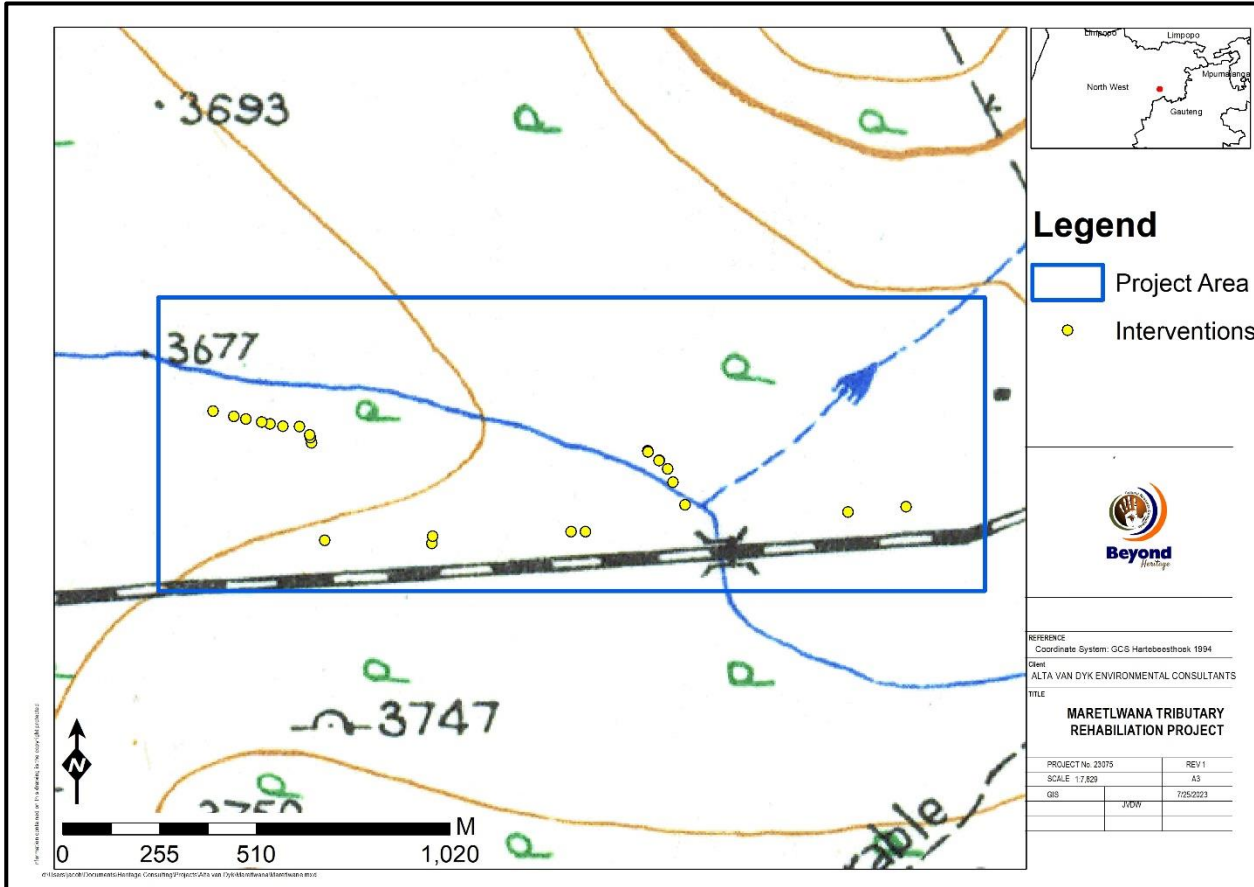 3693
3677
3747
P
P
P
P
P
P
P
P
P
N
M
0 255 510 1,020
Limpopo
Limpopo
Mpumalanga
North West
Gauteng
Legend
Project Area
Interventions
Beyond
Heritage
REFERENCE
Coordinate System: GCS Hartebeesthoek 1994
Client
ALTA VAN DYK ENVIRONMENTAL CONSULTANTS
TITLE
MARETLWANA TRIBUTARY
REHABILIATION PROJECT
PROJECT No. 23075 REV 1
SCALE 1:7,829 A3
GIS JVDW 7/25/2023